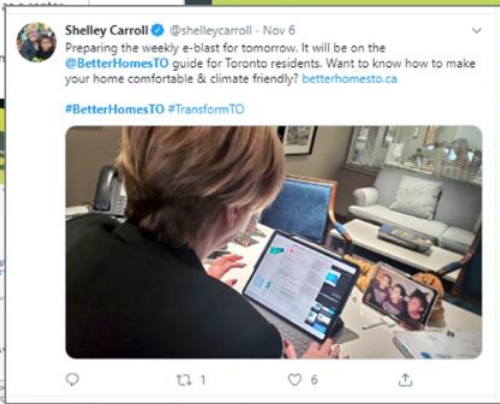 Shelley Carroll @shelleycarroll · Nov 6
Preparing the weekly e-blast for tomorrow. It will be on the
@BetterHomesTO guide for Toronto residents. Want to know how to make
your home comfortable & climate friendly? betterhomesto.ca
#BetterHomesTO #TransformTO
1
6